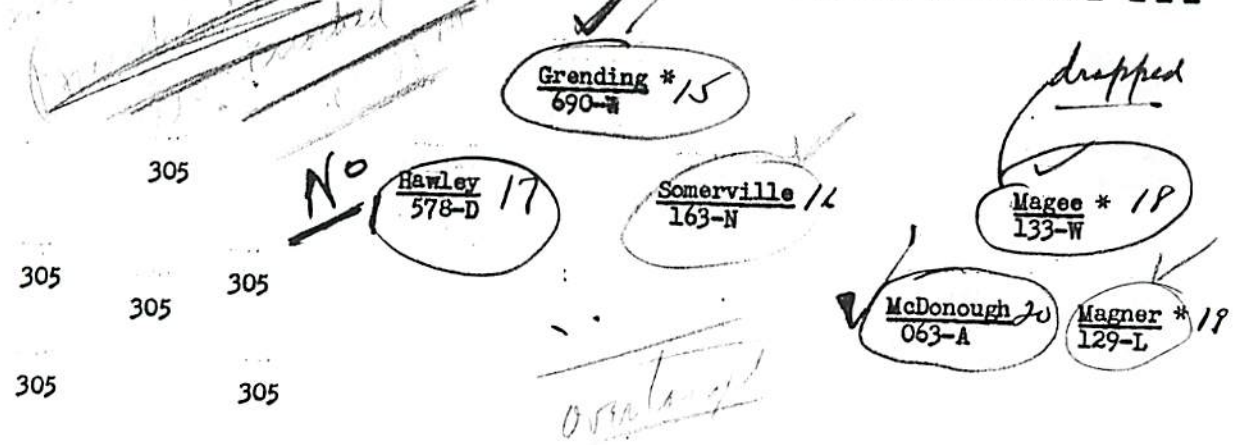 dropped
Grending * 15
690-W
305
No
Hawley 17
578-D
Somerville 16
163-N
Magee * 18
133-W
305
305
305
McDonough 20
063-A
Magner * 19
129-L
305
305